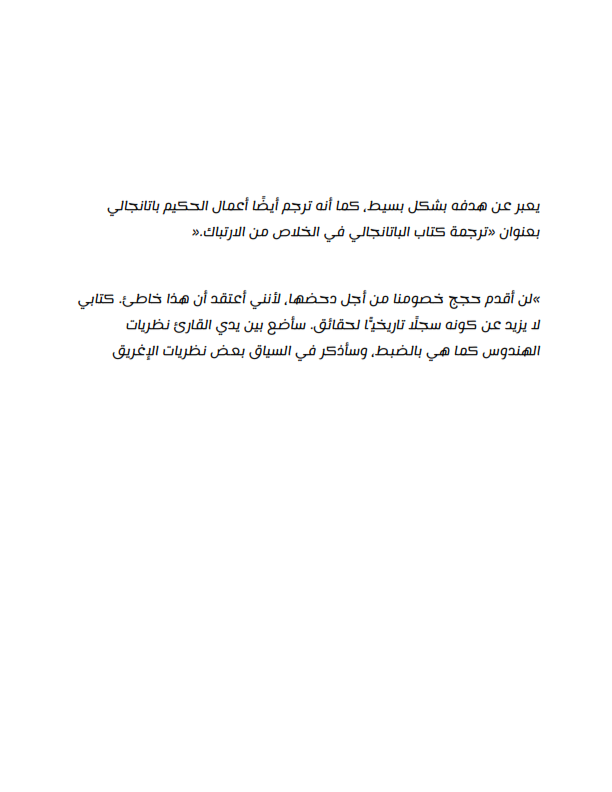 يعبر عن هدفه بشكل بسيط، كما أنه ترجم أيضًا أعمال الحكيم باتانجالي
بعنوان «ترجمة كتاب الباتانجالي في الخلاص من الارتباك.»
«لن أقدم حجج خصومنا من أجل دحضها، لأنني أعتقد أن هذا خاطئ. كتابي
لا يزيد عن كونه سجلًا تاريخيًّا لحقائق. سأضع بين يدي القارئ نظريات
الهندوس كما هي بالضبط، وسأذكر في السياق بعض نظريات الإغريق